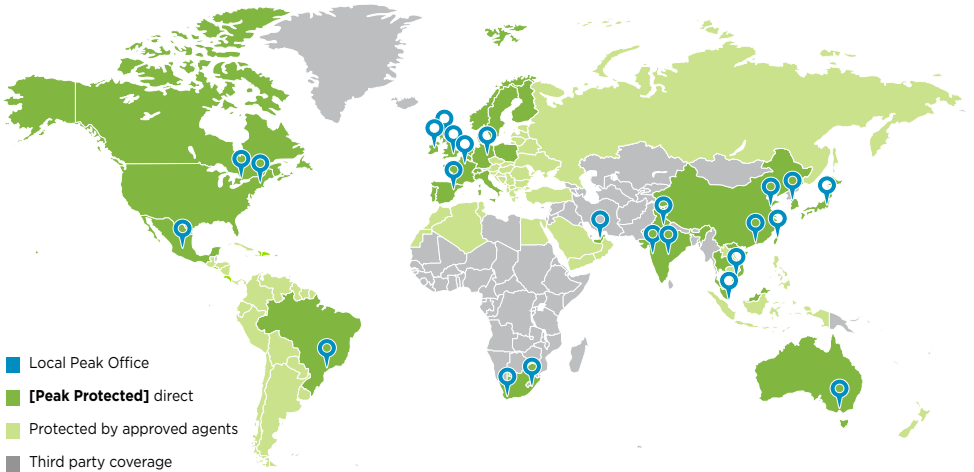 Local Peak Office
[Peak Protected] direct
Protected by approved agents
Third party coverage